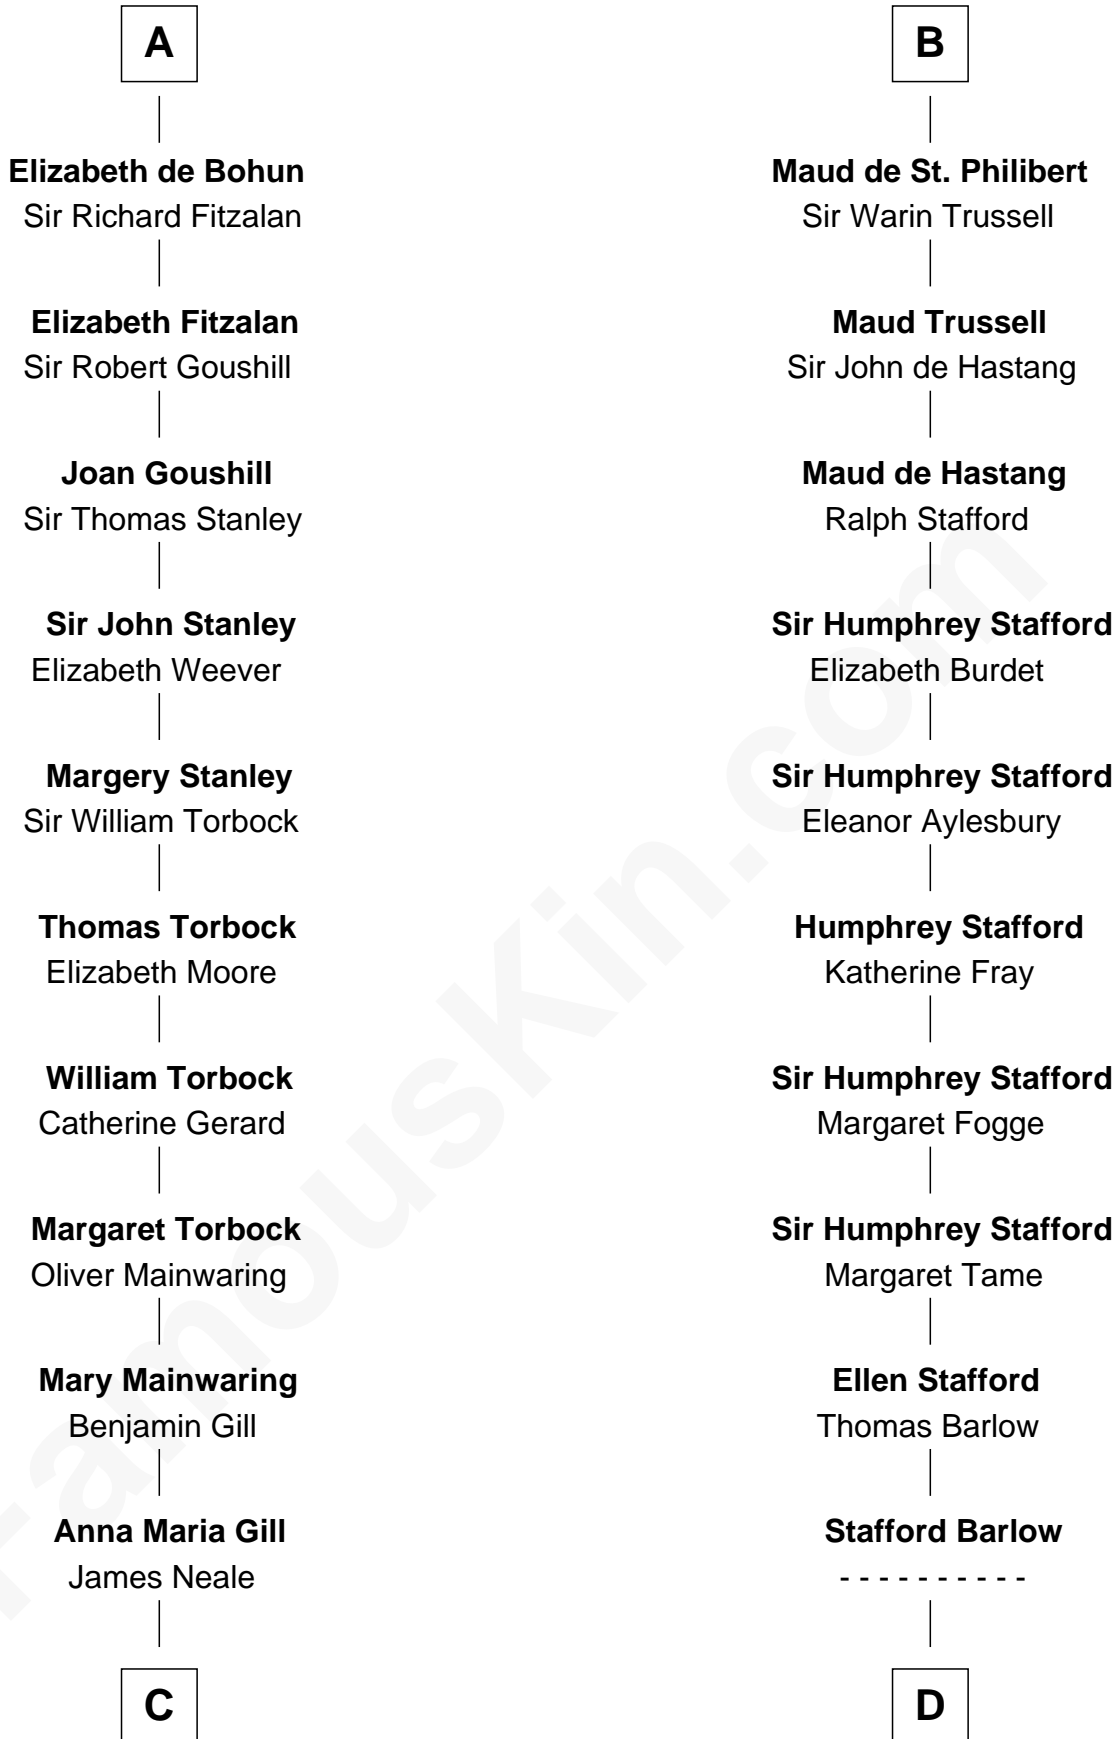 A
Elizabeth de Bohun
Sir Richard Fitzalan
Elizabeth Fitzalan
Sir Robert Goushill
Joan Goushill
Sir Thomas Stanley
Sir John Stanley
Elizabeth Weever
Margery Stanley
Sir William Torbock
Thomas Torbock
Elizabeth Moore
William Torbock
Catherine Gerard
Margaret Torbock
Oliver Mainwaring
Mary Mainwaring
Benjamin Gill
Anna Maria Gill
James Neale
C
B
Maud de St. Philibert
Sir Warin Trussell
Maud Trussell
Sir John de Hastang
Maud de Hastang
Ralph Stafford
Sir Humphrey Stafford
Elizabeth Burdet
Sir Humphrey Stafford
Eleanor Aylesbury
Humphrey Stafford
Katherine Fray
Sir Humphrey Stafford
Margaret Fogge
Sir Humphrey Stafford
Margaret Tame
Ellen Stafford
Thomas Barlow
Stafford Barlow
- - - - - - - - - -
D
FamousKin.com